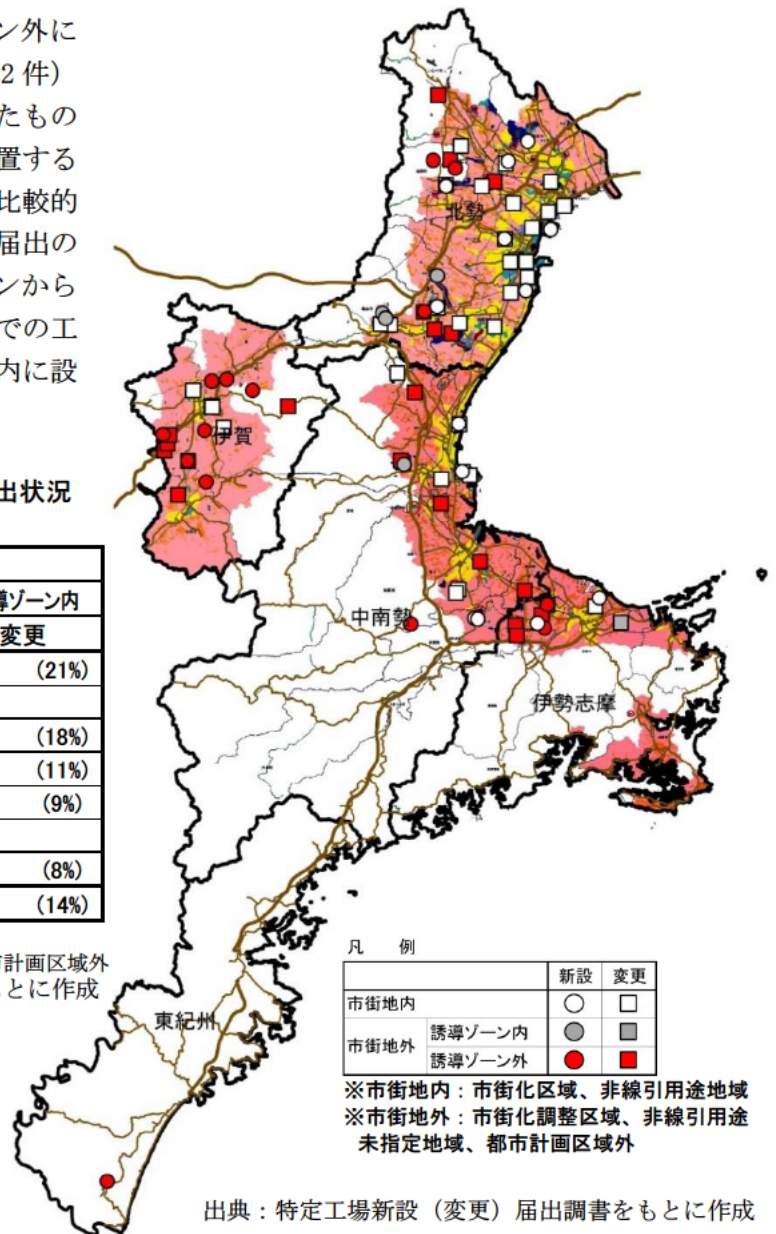 ン外に
2 件）
たもの
置する
比較的
届出の
ンから
での工
内に設
出状況
導ゾーン内
変更
(21%)
(18%)
(11%)
(9%)
(8%)
(14%)
計画区域外
とに作成
北勢
伊賀
中南勢
伊勢志摩
東紀州
凡　例
新設 変更
市街地内
市街地外 誘導ゾーン内
誘導ゾーン外
※市街地内：市街化区域、非線引用途地域
※市街地外：市街化調整区域、非線引用途
未指定地域、都市計画区域外
出典：特定工場新設（変更）届出調書をもとに作成